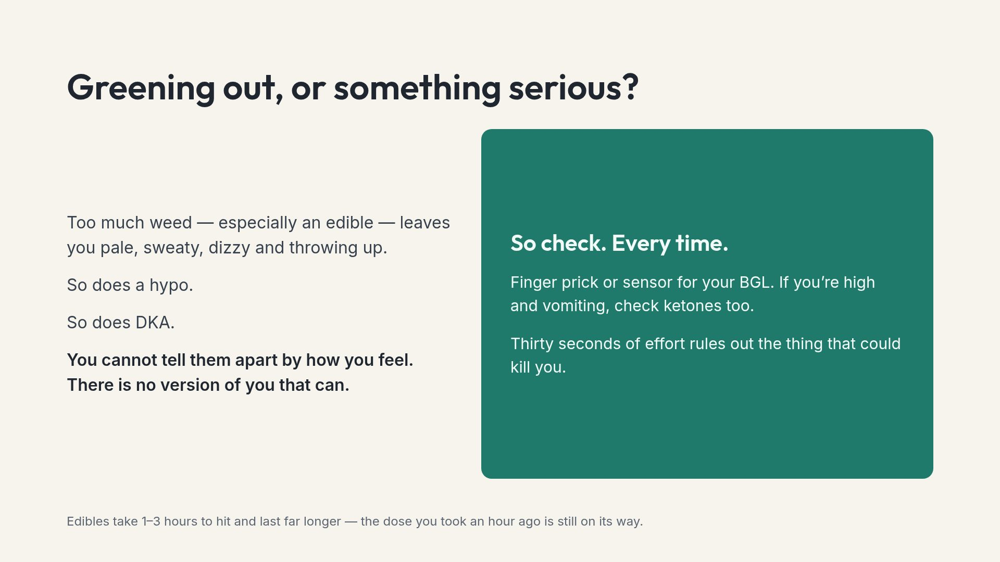 Greening out, or something serious?
Too much weed — especially an edible — leaves
you pale, sweaty, dizzy and throwing up.
So does a hypo.
So does DKA.
You cannot tell them apart by how you feel.
There is no version of you that can.
So check. Every time.
Finger prick or sensor for your BGL. If you’re high
and vomiting, check ketones too.
Thirty seconds of effort rules out the thing that could
kill you.
Edibles take 1–3 hours to hit and last far longer — the dose you took an hour ago is still on its way.